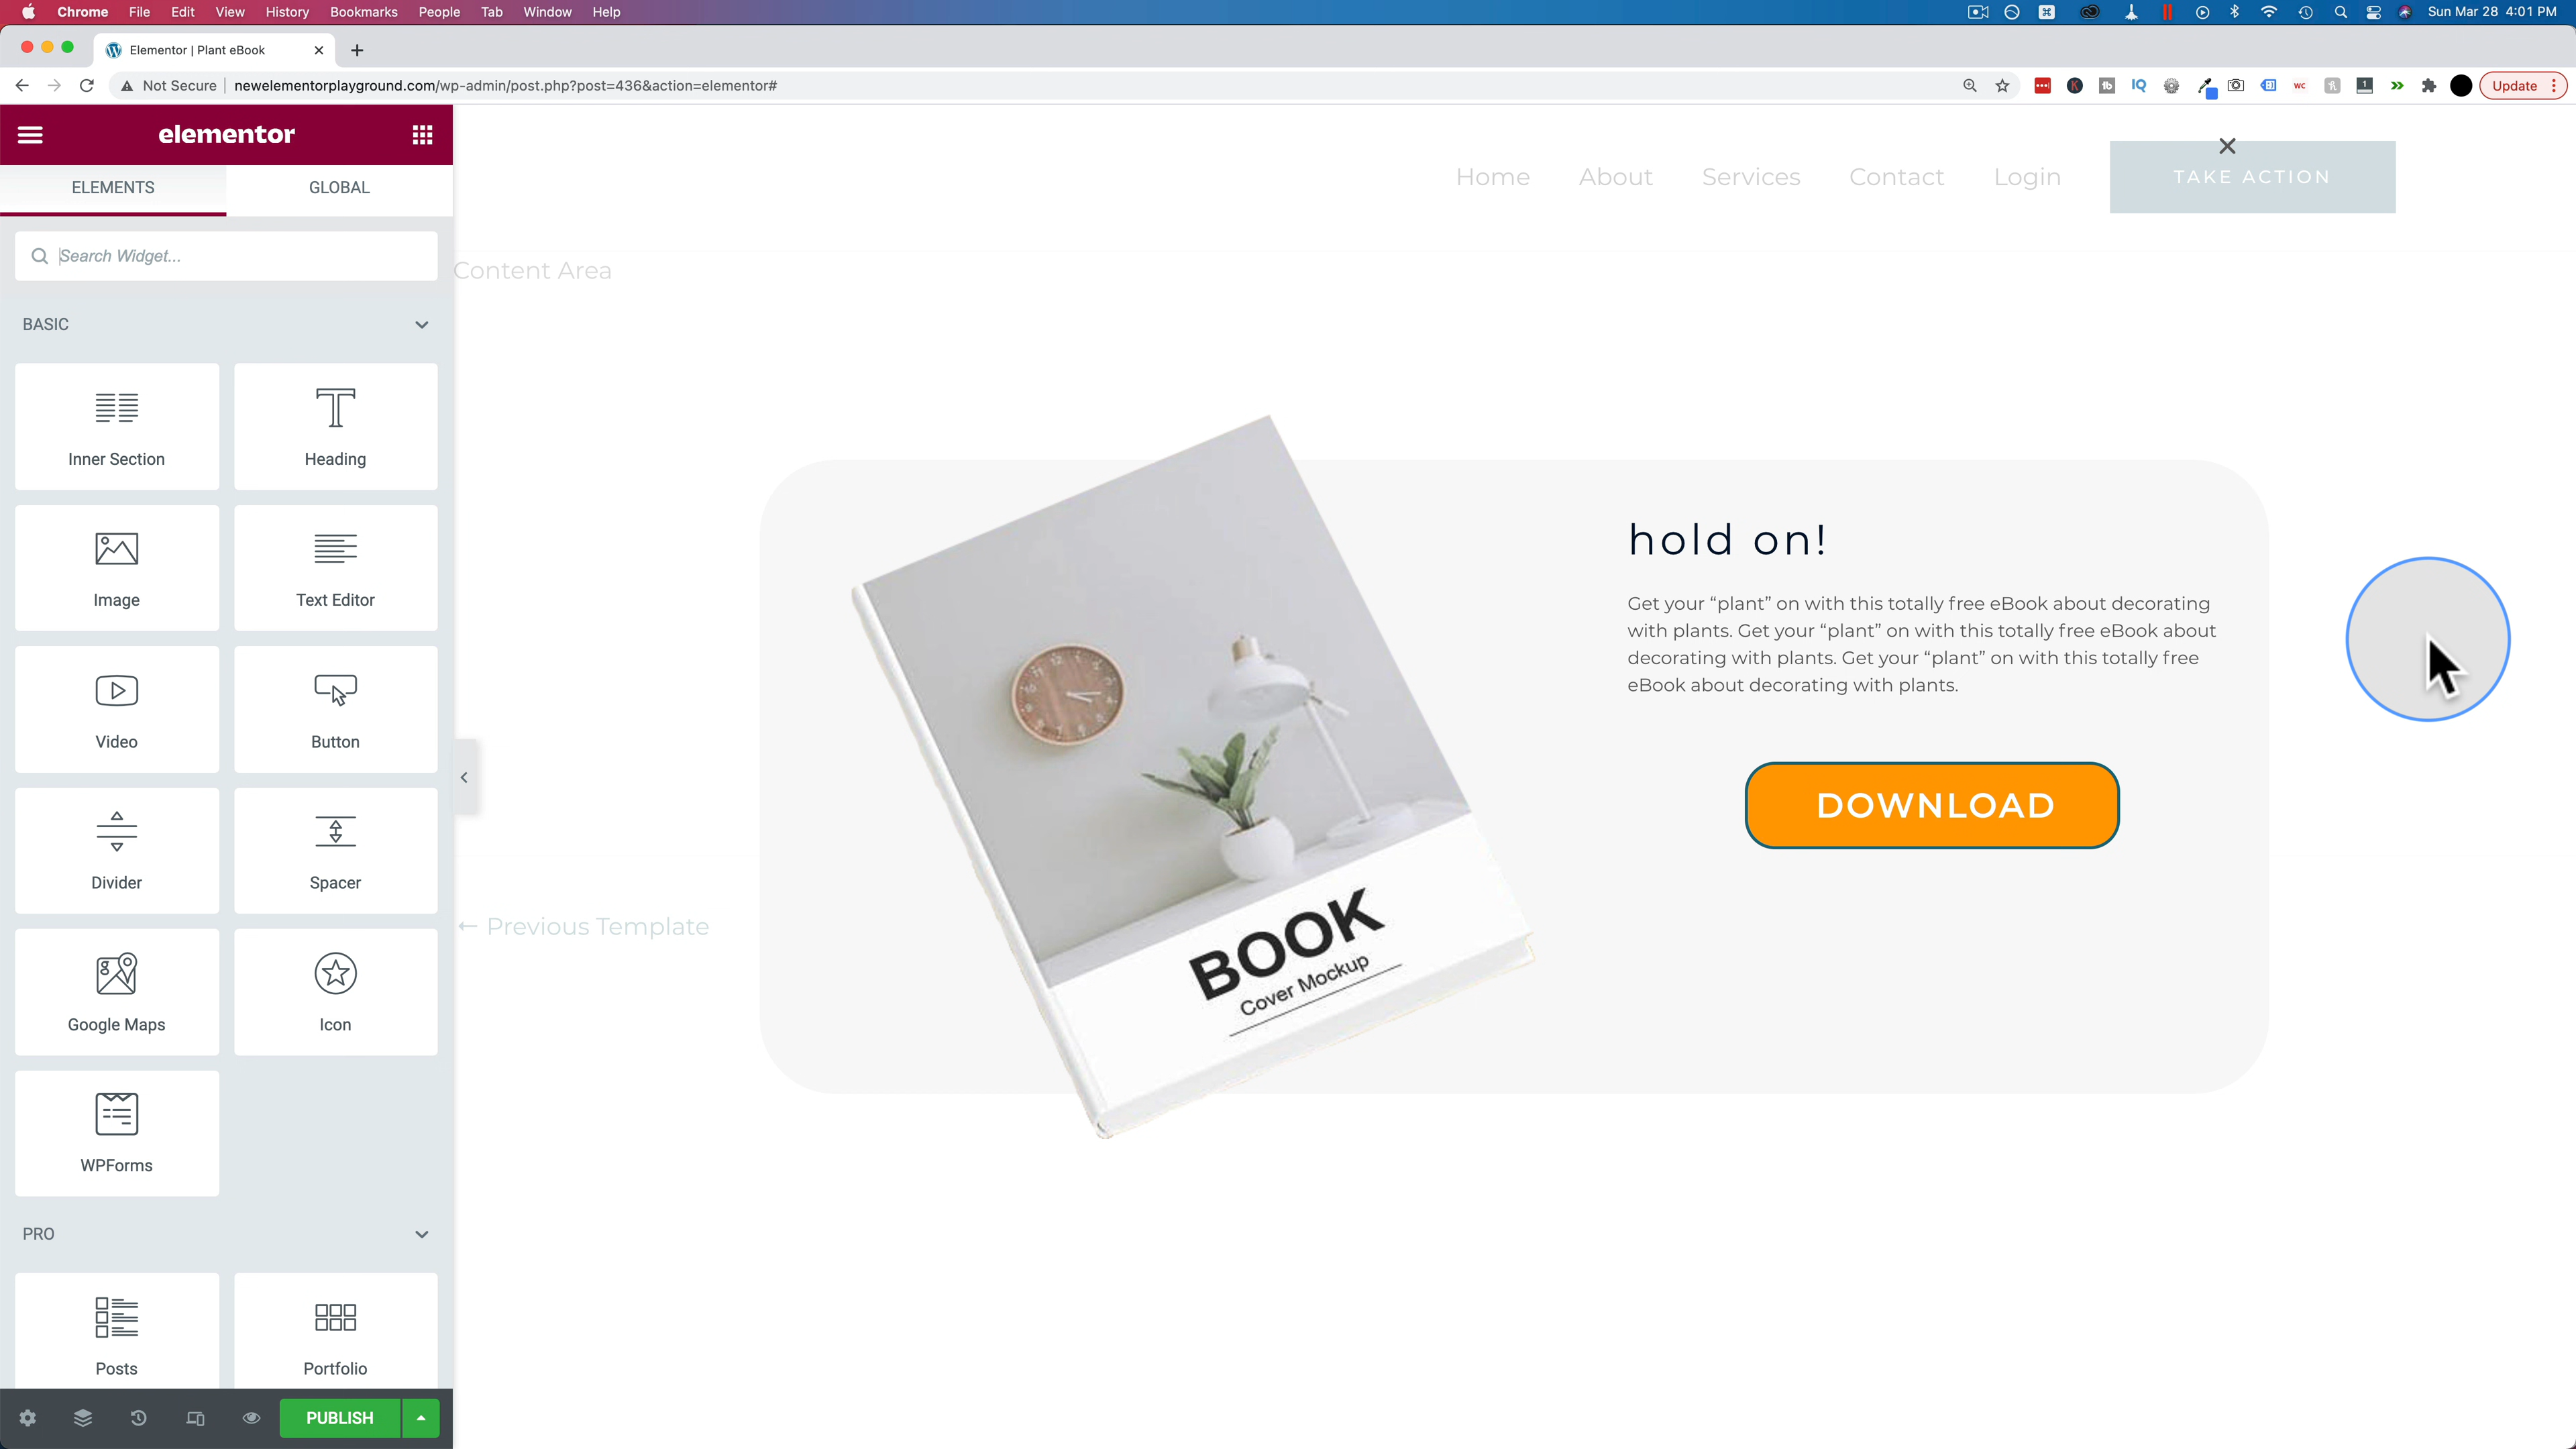 Chrome File Edit View History Bookmarks People Tab Window Help Sun Mar 28 4:01 PM
Elementor | Plant eBook
Not Secure newelementorplayground.com/wp-admin/post.php?post=436&action=elementor# Update
elementor
ELEMENTS GLOBAL
Search Widget...
BASIC
Inner Section Heading
Image Text Editor
Video Button
Divider Spacer
Google Maps Icon
WPForms
PRO
Posts Portfolio
PUBLISH
Home About Services Contact Login TAKE ACTION
Content Area
← Previous Template
BOOK
Cover Mockup
hold on!
Get your “plant” on with this totally free eBook about decorating
with plants. Get your “plant” on with this totally free eBook about
decorating with plants. Get your “plant” on with this totally free
eBook about decorating with plants.
DOWNLOAD